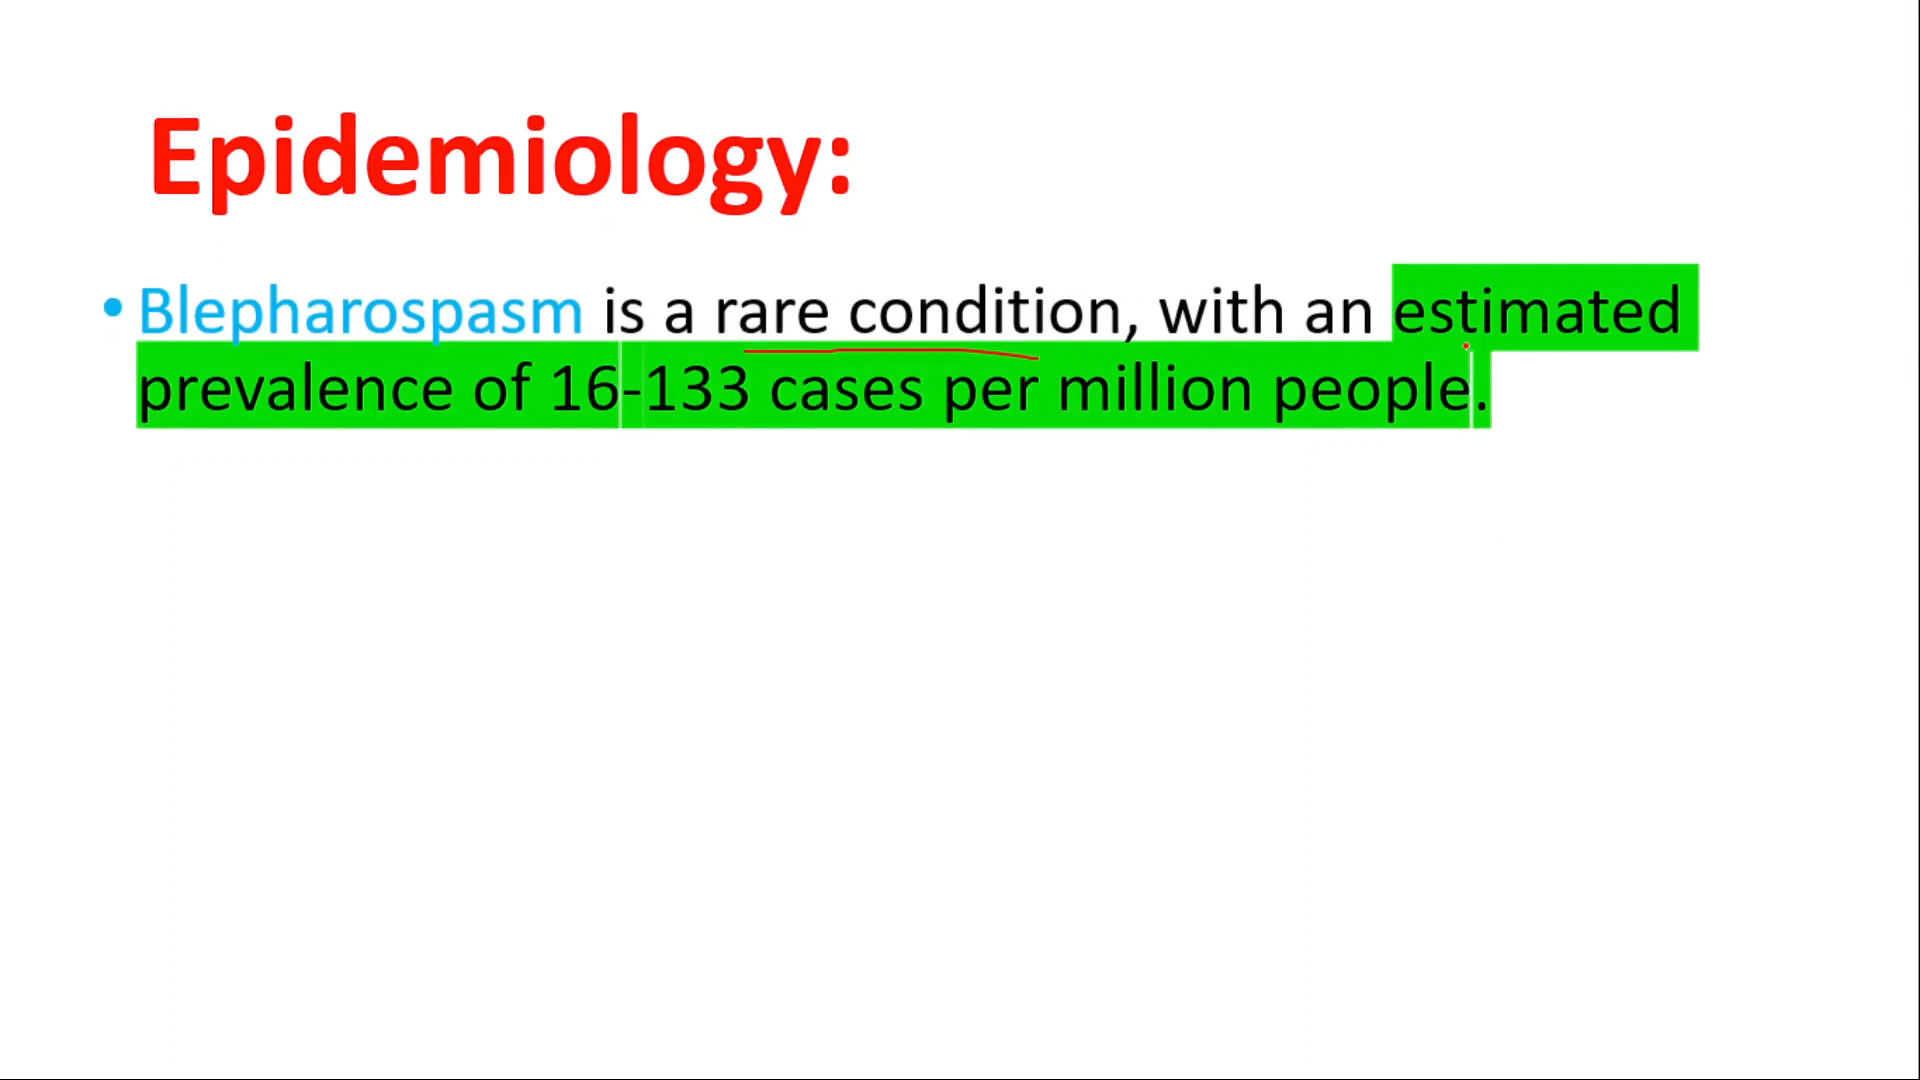 Epidemiology:
• Blepharospasm is a rare condition, with an estimated
prevalence of 16-133 cases per million people.